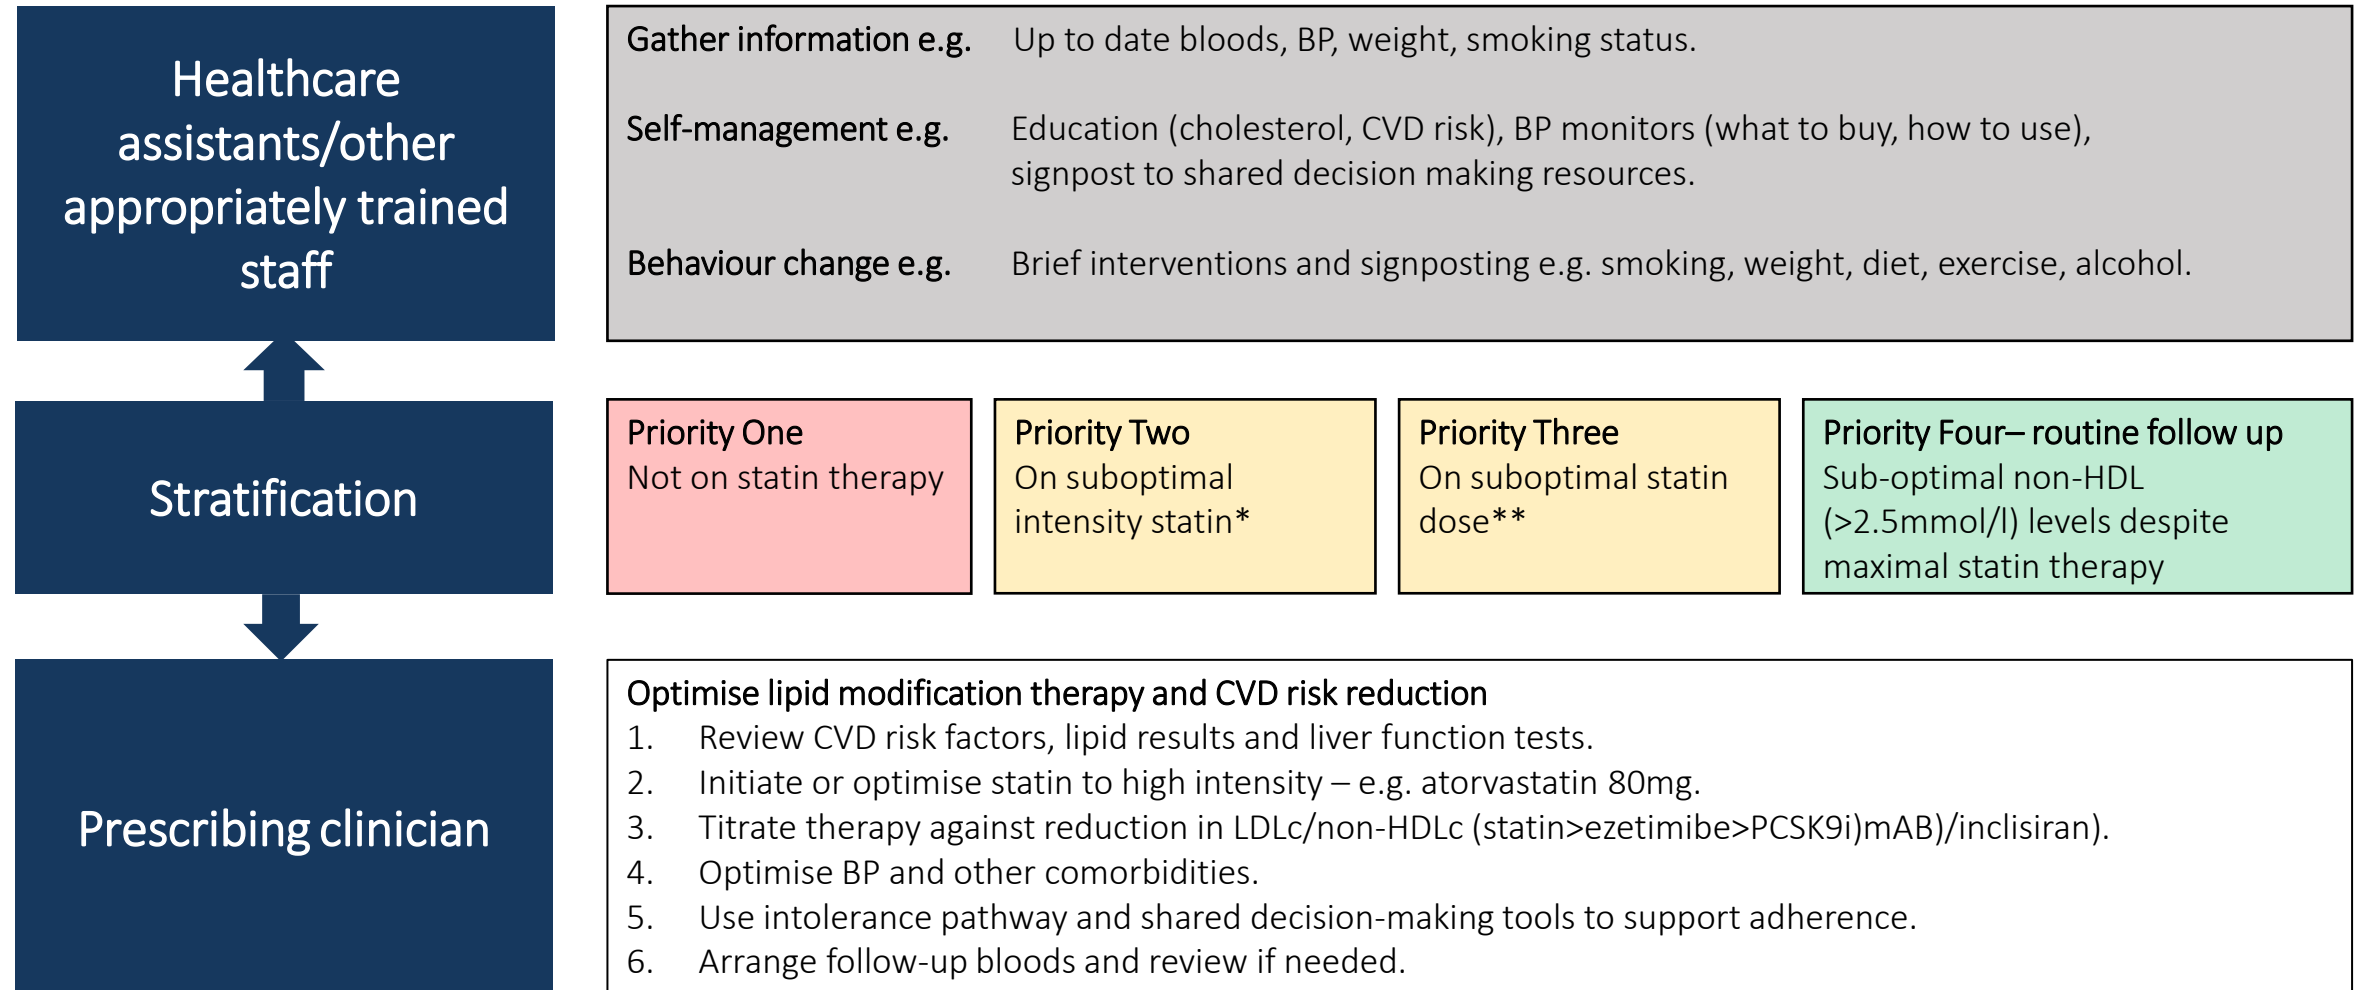 Healthcare
assistants/other
appropriately trained
staff
Gather information e.g. Up to date bloods, BP, weight, smoking status.
Self-management e.g. Education (cholesterol, CVD risk), BP monitors (what to buy, how to use),
signpost to shared decision making resources.
Behaviour change e.g. Brief interventions and signposting e.g. smoking, weight, diet, exercise, alcohol.
Stratification
Priority One
Not on statin therapy
Priority Two
On suboptimal
intensity statin*
Priority Three
On suboptimal statin
dose**
Priority Four– routine follow up
Sub-optimal non-HDL
(>2.5mmol/l) levels despite
maximal statin therapy
Prescribing clinician
Optimise lipid modification therapy and CVD risk reduction
1. Review CVD risk factors, lipid results and liver function tests.
2. Initiate or optimise statin to high intensity – e.g. atorvastatin 80mg.
3. Titrate therapy against reduction in LDLc/non-HDLc (statin>ezetimibe>PCSK9i)mAB)/inclisiran).
4. Optimise BP and other comorbidities.
5. Use intolerance pathway and shared decision-making tools to support adherence.
6. Arrange follow-up bloods and review if needed.